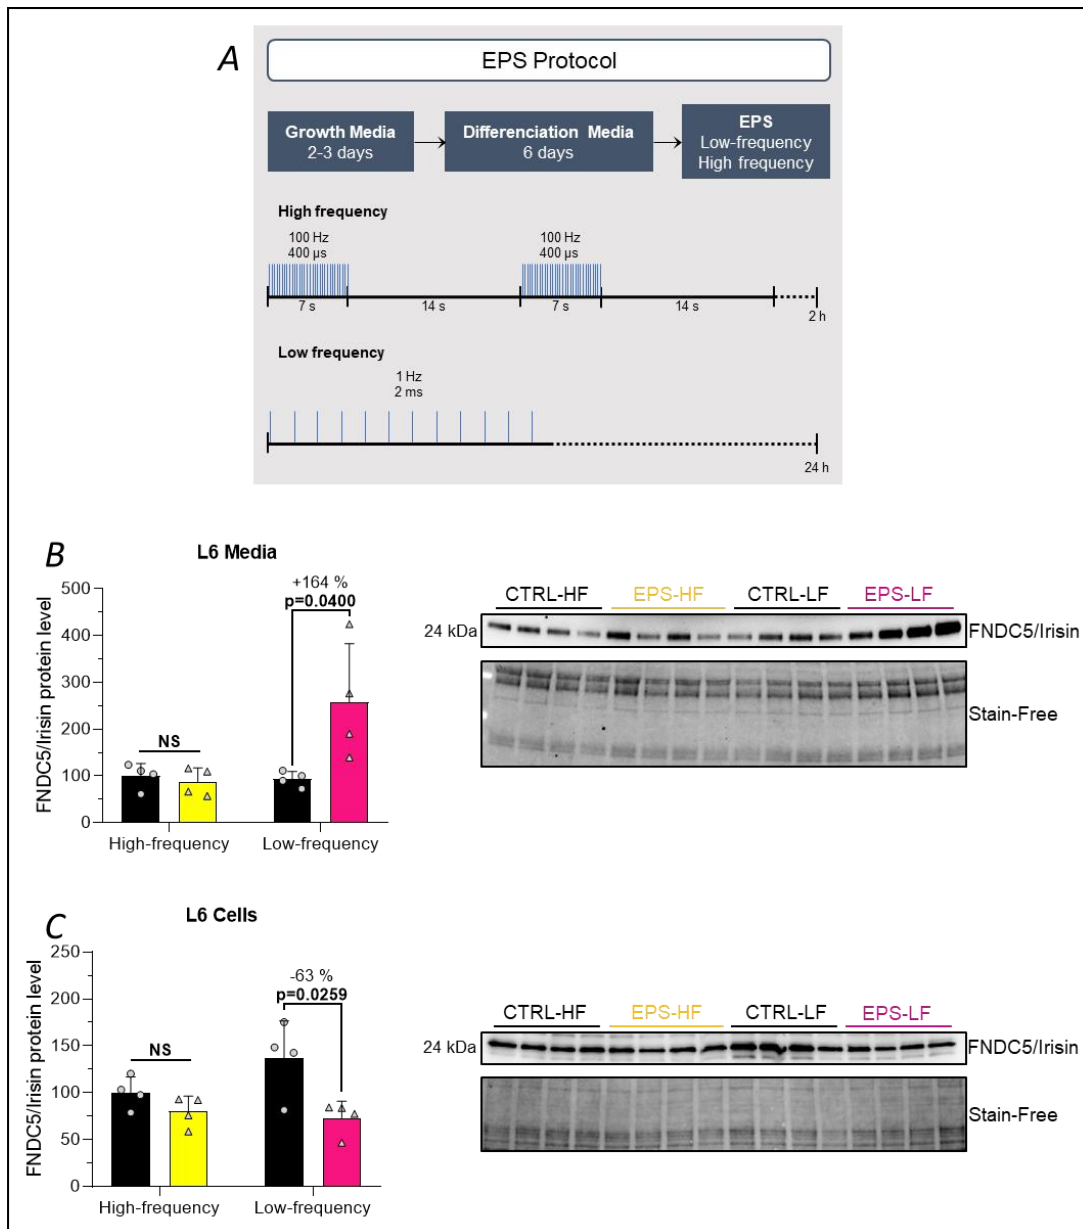 A
EPS Protocol
Growth Media
2-3 days
Differenciation Media
6 days
EPS
Low-frequency
High frequency
High frequency
100 Hz
400 µs
100 Hz
400 µs
7 s
14 s
7 s
14 s
2 h
Low frequency
1 Hz
2 ms
24 h
B
L6 Media
FNDC5/Irisin protein level
500
400
300
200
100
0
NS
+164 %
p=0.0400
High-frequency
Low-frequency
CTRL-HF
EPS-HF
CTRL-LF
EPS-LF
24 kDa
FNDC5/Irisin
Stain-Free
C
L6 Cells
FNDC5/Irisin protein level
250
200
150
100
50
0
NS
-63 %
p=0.0259
High-frequency
Low-frequency
CTRL-HF
EPS-HF
CTRL-LF
EPS-LF
24 kDa
FNDC5/Irisin
Stain-Free